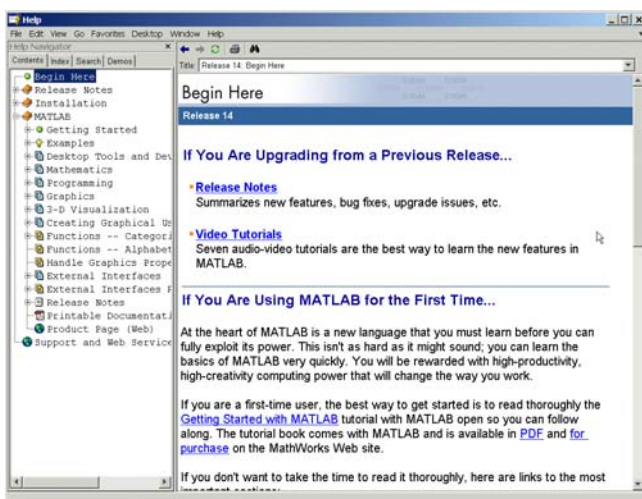 Help
File Edit View Go Favorites Desktop Window Help
Help Navigator
Contents Index Search Demos
Title: Release 14: Begin Here
Begin Here
Release Notes
Installation
MATLAB
Getting Started
Examples
Desktop Tools and Dev
Mathematics
Programming
Graphics
3-D Visualization
Creating Graphical Us
Functions -- Categori
Functions -- Alphabet
Handle Graphics Prope
External Interfaces
External Interfaces R
Release Notes
Printable Documentati
Product Page (Web)
Support and Web Service
Begin Here
Release 14
If You Are Upgrading from a Previous Release...
Release Notes
Summarizes new features, bug fixes, upgrade issues, etc.
Video Tutorials
Seven audio-video tutorials are the best way to learn the new features in
MATLAB.
If You Are Using MATLAB for the First Time...
At the heart of MATLAB is a new language that you must learn before you can
fully exploit its power. This isn't as hard as it might sound; you can learn the
basics of MATLAB very quickly. You will be rewarded with high-productivity,
high-creativity computing power that will change the way you work.
If you are a first-time user, the best way to get started is to read thoroughly the
Getting Started with MATLAB tutorial with MATLAB open so you can follow
along. The tutorial book comes with MATLAB and is available in PDF and for
purchase on the MathWorks Web site.
If you don't want to take the time to read it thoroughly, here are links to the most
important sections: